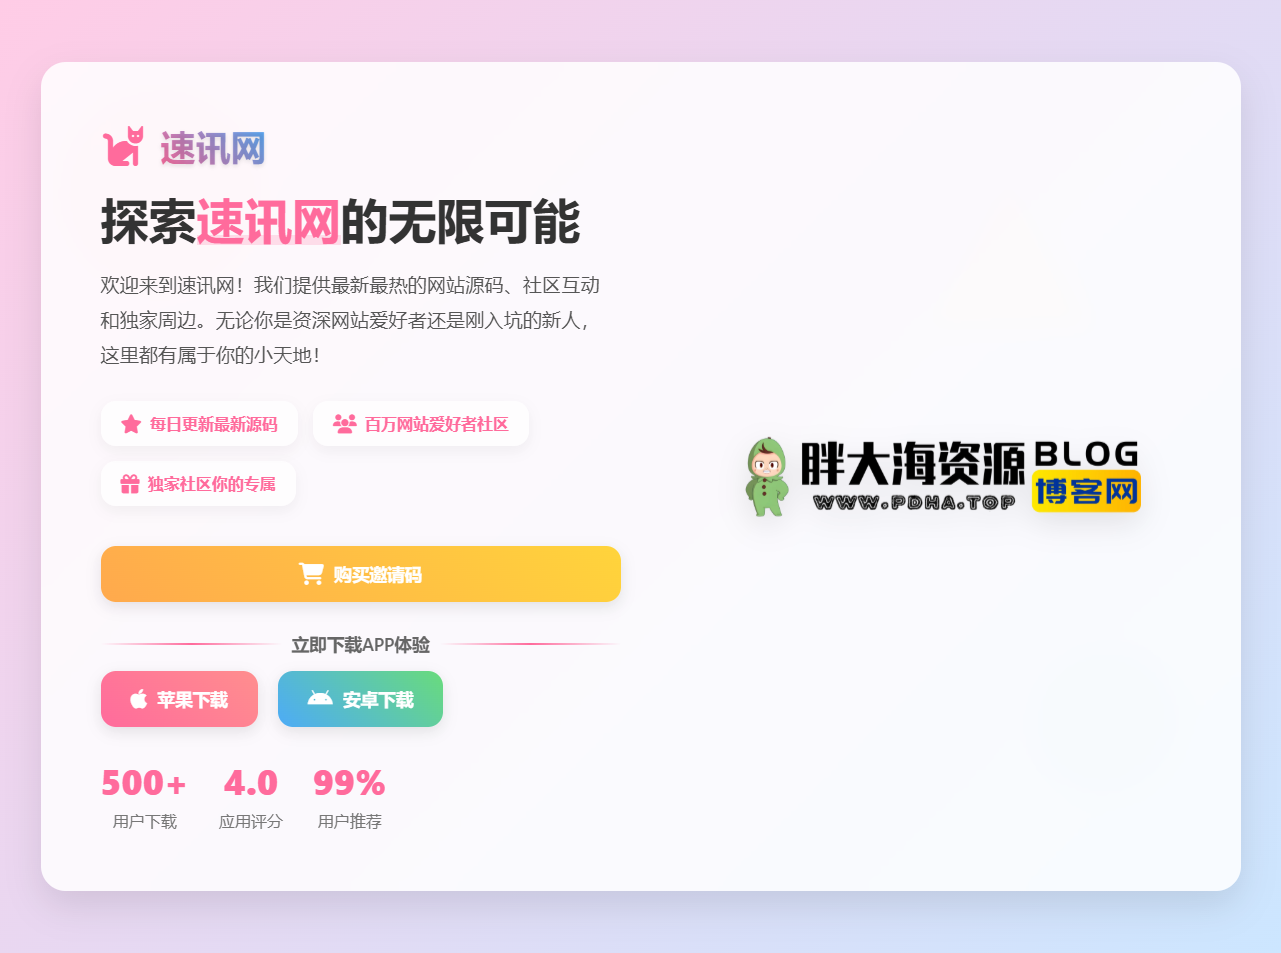 速讯网
探索速讯网的无限可能
欢迎来到速讯网！我们提供最新最热的网站源码、社区互动
和独家周边。无论你是资深网站爱好者还是刚入坑的新人，
这里都有属于你的小天地！
每日更新最新源码
百万网站爱好者社区
独家社区你的专属
购买邀请码
立即下载APP体验
苹果下载
安卓下载
500+
用户下载
4.0
应用评分
99%
用户推荐
胖大海资源
WWW.PDHA.TOP
BLOG
博客网